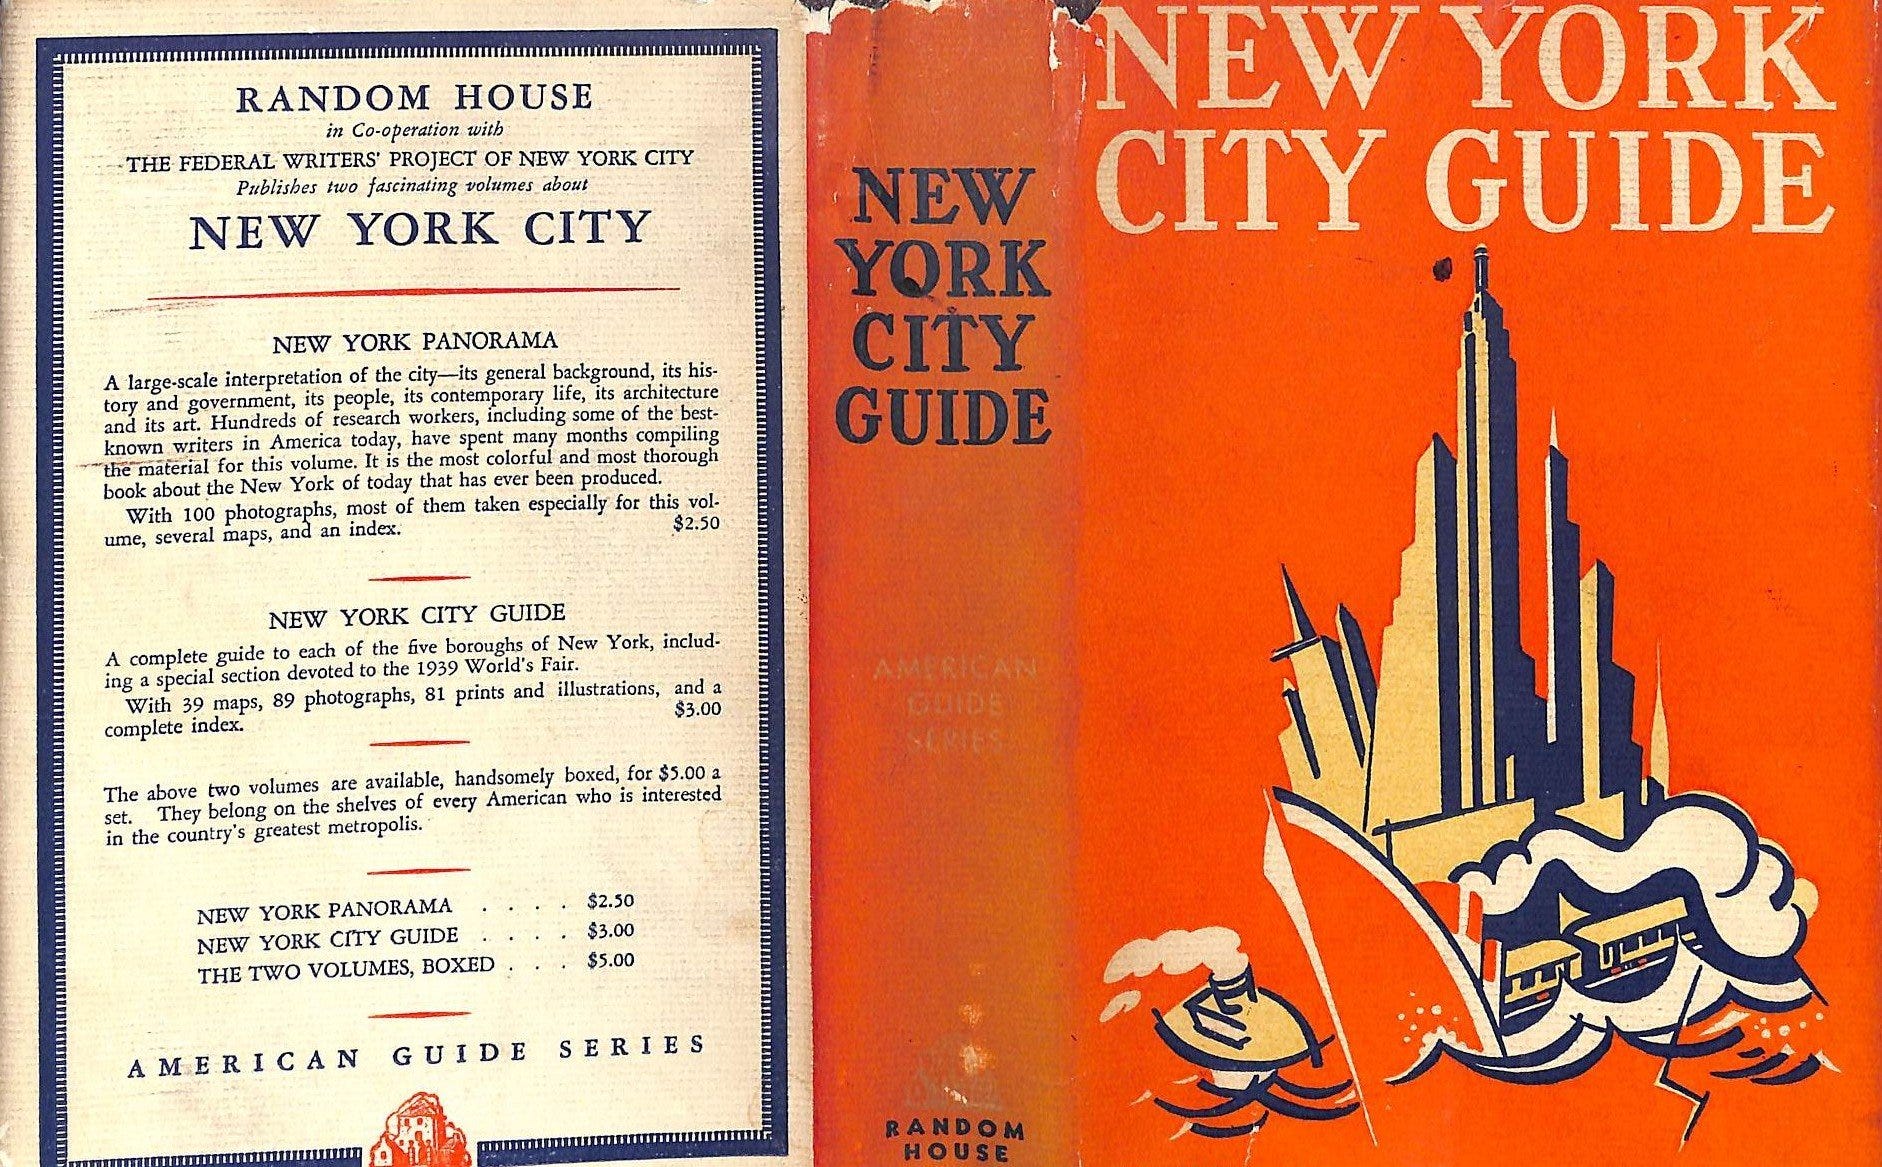 RANDOM HOUSE
in Co-operation with
THE FEDERAL WRITERS' PROJECT OF NEW YORK CITY
Publishes two fascinating volumes about
NEW YORK CITY
NEW YORK PANORAMA
A large-scale interpretation of the city—its general background, its his-
tory and government, its people, its contemporary life, its architecture
and its art. Hundreds of research workers, including some of the best-
known writers in America today, have spent many months compiling
the material for this volume. It is the most colorful and most thorough
book about the New York of today that has ever been produced.
With 100 photographs, most of them taken especially for this vol-
ume, several maps, and an index. $2.50
NEW YORK CITY GUIDE
A complete guide to each of the five boroughs of New York, includ-
ing a special section devoted to the 1939 World's Fair.
With 39 maps, 89 photographs, 81 prints and illustrations, and a
complete index. $3.00
The above two volumes are available, handsomely boxed, for $5.00 a
set. They belong on the shelves of every American who is interested
in the country's greatest metropolis.
NEW YORK PANORAMA . . . . $2.50
NEW YORK CITY GUIDE . . . . $3.00
THE TWO VOLUMES, BOXED . . . $5.00
AMERICAN GUIDE SERIES
NEW
YORK
CITY
GUIDE
AMERICAN
GUIDE
SERIES
RANDOM
HOUSE
NEW YORK
CITY GUIDE